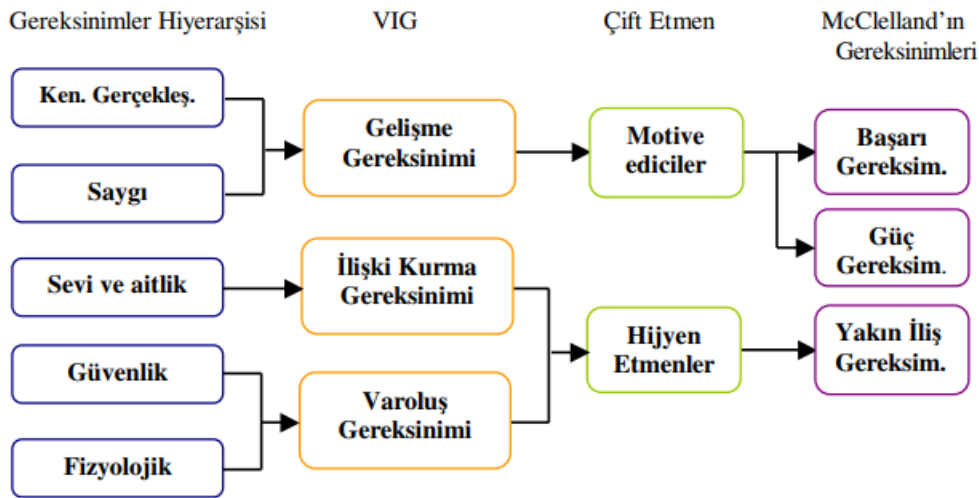 Gereksinimler Hiyerarşisi
VIG
Çift Etmen
McClelland’ın
Gereksinimleri
Ken. Gerçekleş.
Saygı
Sevi ve aitlik
Güvenlik
Fizyolojik
Gelişme
Gereksinimi
İlişki Kurma
Gereksinimi
Varoluş
Gereksinimi
Motive
ediciler
Hijyen
Etmenler
Başarı
Gereksim.
Güç
Gereksim.
Yakın İliş
Gereksim.